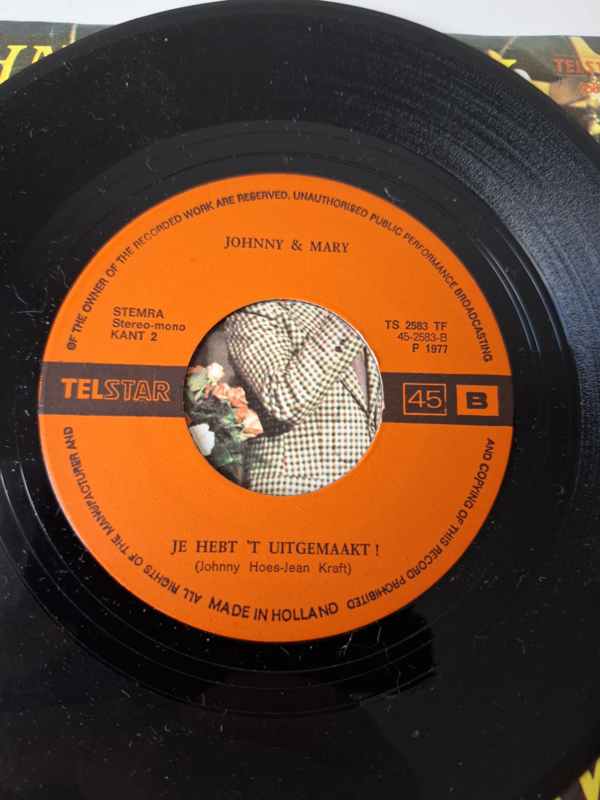 TELST
JOHNNY & MARY
STEMRA
Stereo-mono
KANT 2
TS 2583 TF
45-2583-B
P 1977
TELSTAR
45 B
JE HEBT 'T UITGEMAAKT !
(Johnny Hoes-Jean Kraft)
MADE IN HOLLAND
ALL RIGHTS OF THE MANUFACTURER AND OF THE OWNER OF THE RECORDED WORK ARE RESERVED. UNAUTHORISED PUBLIC PERFORMANCE BROADCASTING AND COPYING OF THIS RECORD PROHIBITED